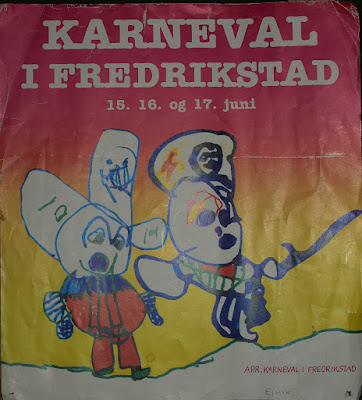 KARNEVAL
I FREDRIKSTAD
15. 16. og 17. juni
ARR. KARNEVAL I FREDRIKSTAD